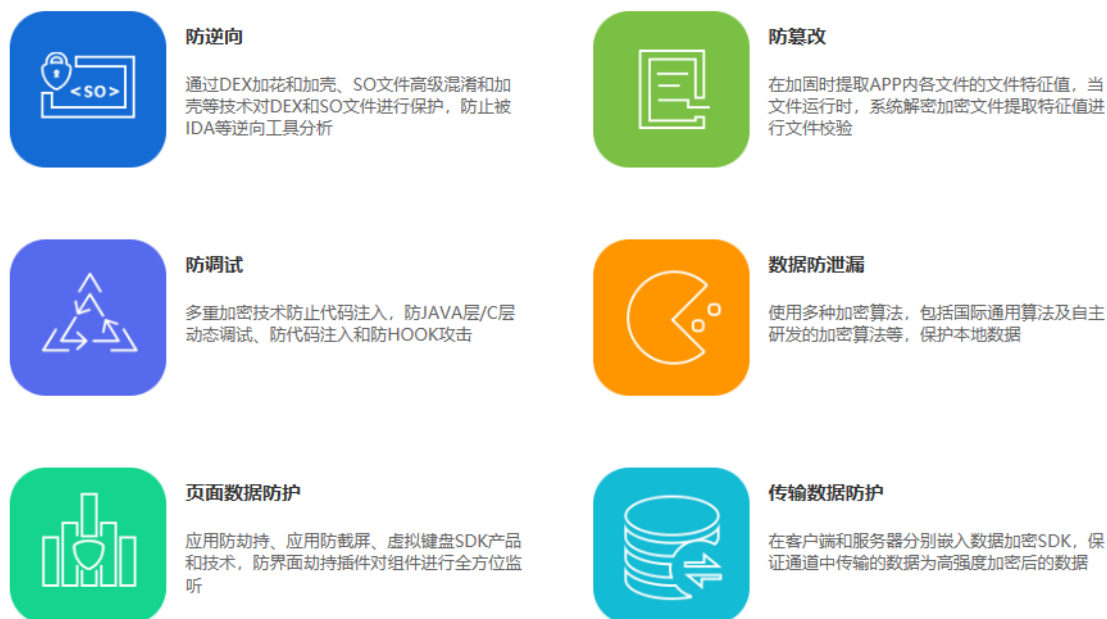 防逆向
通过DEX加花和加壳、SO文件高级混淆和加
壳等技术对DEX和SO文件进行保护，防止被
IDA等逆向工具分析
<SO>
防篡改
在加固时提取APP内各文件的文件特征值，当
文件运行时，系统解密加密文件提取特征值进
行文件校验
防调试
多重加密技术防止代码注入，防JAVA层/C层
动态调试、防代码注入和防HOOK攻击
数据防泄漏
使用多种加密算法，包括国际通用算法及自主
研发的加密算法等，保护本地数据
页面数据防护
应用防劫持、应用防截屏、虚拟键盘SDK产品
和技术，防界面劫持插件对组件进行全方位监
听
传输数据防护
在客户端和服务器分别嵌入数据加密SDK，保
证通道中传输的数据为高强度加密后的数据